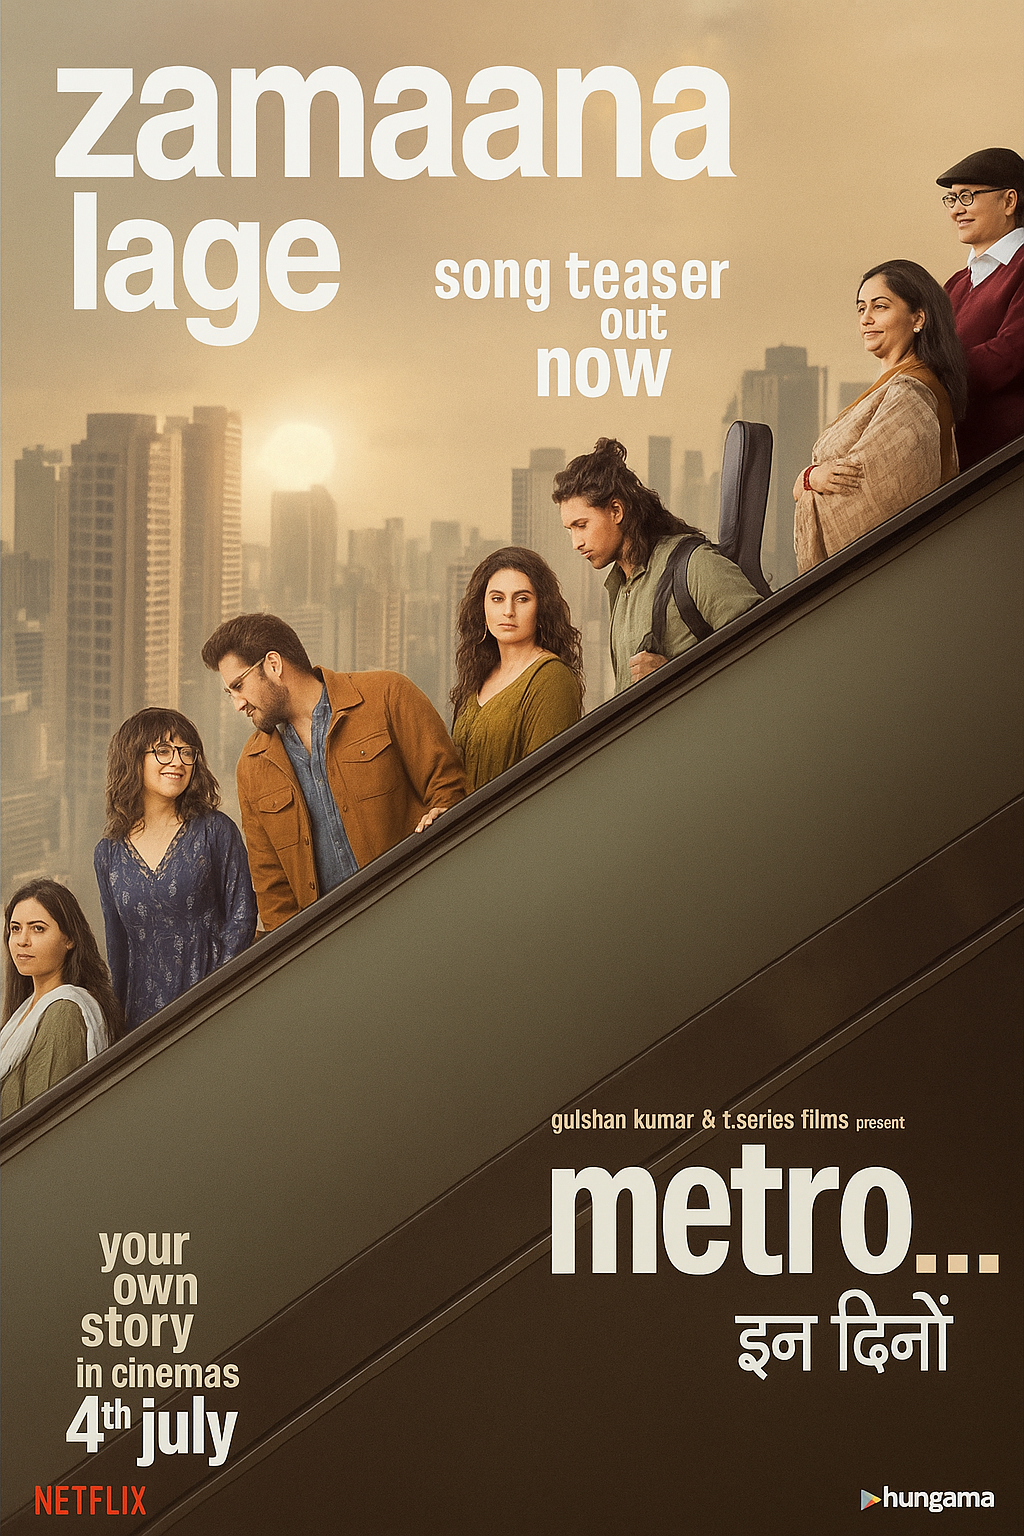 zamaana
lage
song teaser
out
now
gulshan kumar & t.series films present
metro...
इन दिनों
your
own
story
in cinemas
4th july
NETFLIX
hungama